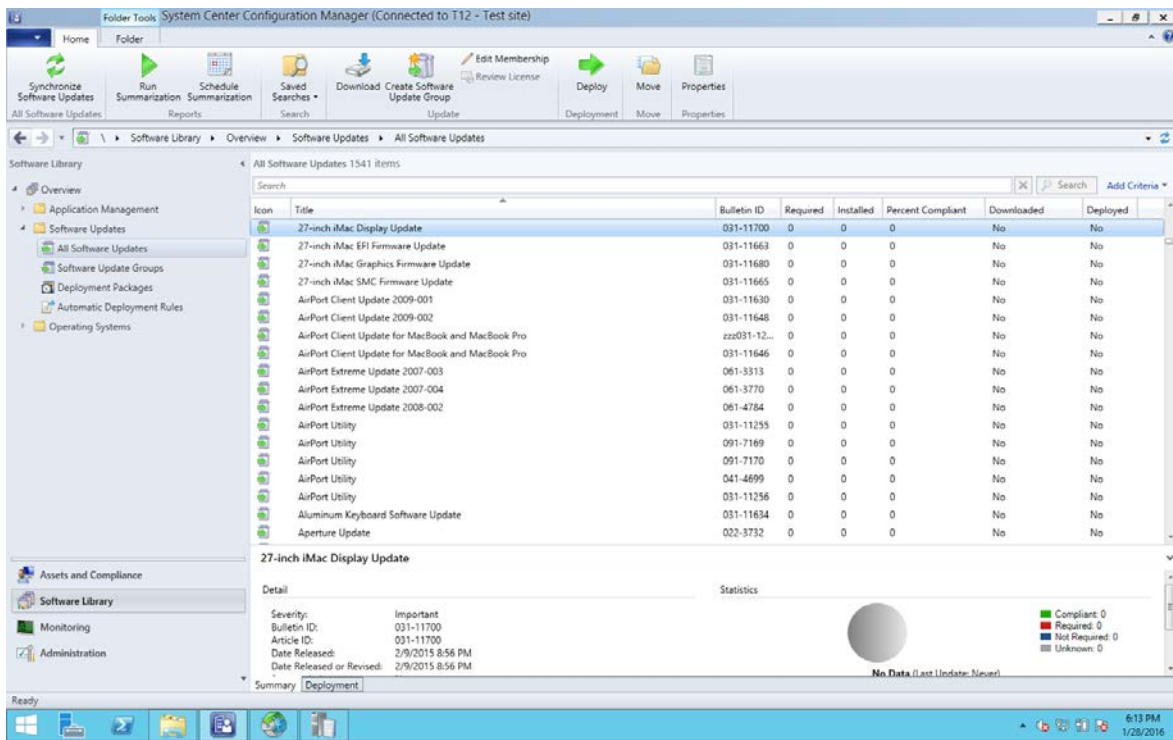 Folder Tools System Center Configuration Manager (Connected to T12 - Test site)
Home Folder
Synchronize Software Updates
Run Summarization
Schedule Summarization
Saved Searches
Download
Create Software Update Group
Edit Membership
Review License
Deploy
Move
Properties
All Software Updates Reports Search Update Deployment Move Properties
\ Software Library Overview Software Updates All Software Updates
Software Library
Overview
Application Management
Software Updates
All Software Updates
Software Update Groups
Deployment Packages
Automatic Deployment Rules
Operating Systems
Assets and Compliance
Software Library
Monitoring
Administration
All Software Updates 1541 items
Search Search Add Criteria
Icon Title Bulletin ID Required Installed Percent Compliant Downloaded Deployed
27-inch iMac Display Update 031-11700 0 0 0 No No
27-inch iMac EFI Firmware Update 031-11663 0 0 0 No No
27-inch iMac Graphics Firmware Update 031-11680 0 0 0 No No
27-inch iMac SMC Firmware Update 031-11665 0 0 0 No No
AirPort Client Update 2009-001 031-11630 0 0 0 No No
AirPort Client Update 2009-002 031-11648 0 0 0 No No
AirPort Client Update for MacBook and MacBook Pro zzz031-12... 0 0 0 No No
AirPort Client Update for MacBook and MacBook Pro 031-11646 0 0 0 No No
AirPort Extreme Update 2007-003 061-3313 0 0 0 No No
AirPort Extreme Update 2007-004 061-3770 0 0 0 No No
AirPort Extreme Update 2008-002 061-4784 0 0 0 No No
AirPort Utility 031-11255 0 0 0 No No
AirPort Utility 091-7169 0 0 0 No No
AirPort Utility 091-7170 0 0 0 No No
AirPort Utility 041-4699 0 0 0 No No
AirPort Utility 031-11256 0 0 0 No No
Aluminum Keyboard Software Update 031-11634 0 0 0 No No
Aperture Update 022-3732 0 0 0 No No
27-inch iMac Display Update
Detail
Severity: Important
Bulletin ID: 031-11700
Article ID: 031-11700
Date Released: 2/9/2015 8:56 PM
Date Released or Revised: 2/9/2015 8:56 PM
Statistics
Compliant: 0
Required: 0
Not Required: 0
Unknown: 0
No Data (Last Update: Never)
Summary Deployment
Ready
6:13 PM
1/28/2016